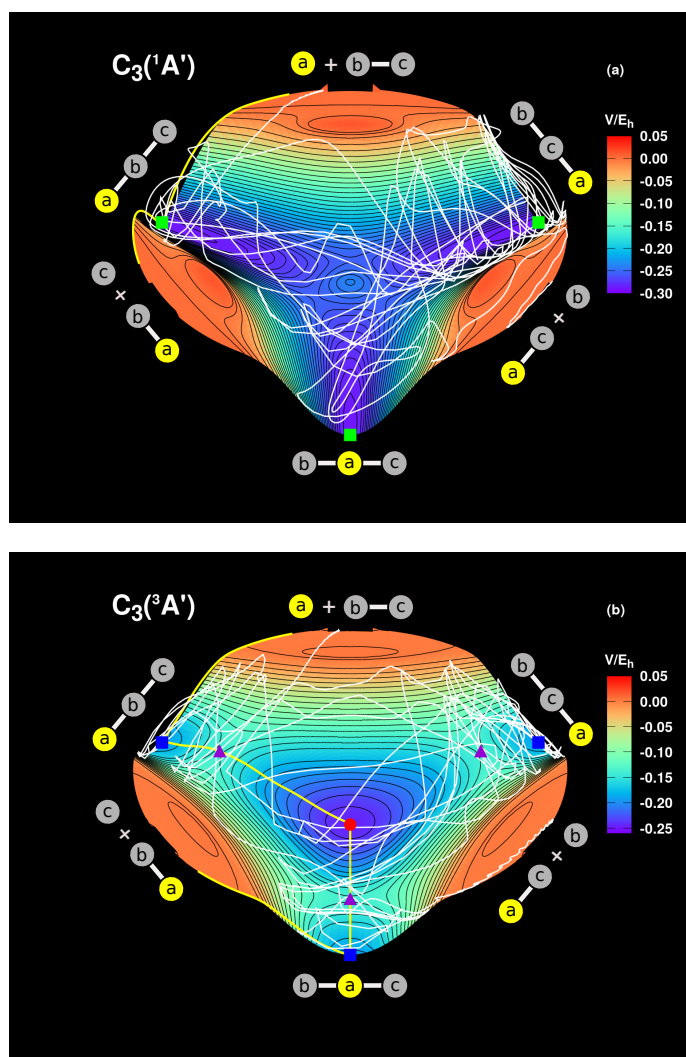 C₃(¹A')
a + b c
(a)
V/Eₕ
0.05
0.00
-0.05
-0.10
-0.15
-0.20
-0.25
-0.30
c
b
a
b
c
a
c
×
b
a
b
×
c
a
b a c
C₃(³A')
a + b c
(b)
V/Eₕ
0.05
0.00
-0.05
-0.10
-0.15
-0.20
-0.25
c
b
a
b
c
a
c
×
b
a
b
×
c
a
b a c